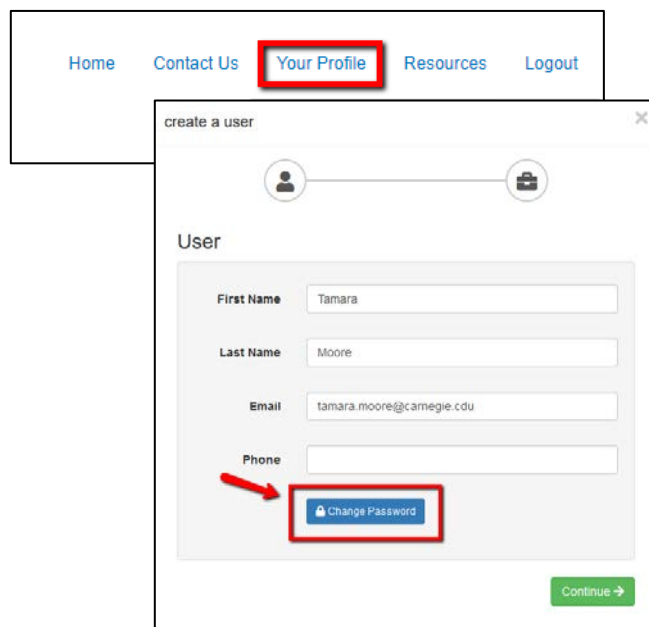 Home Contact Us Your Profile Resources Logout
create a user ×
User
First Name Tamara
Last Name Moore
Email tamara.moore@carnegie.cdu
Phone
Change Password
Continue